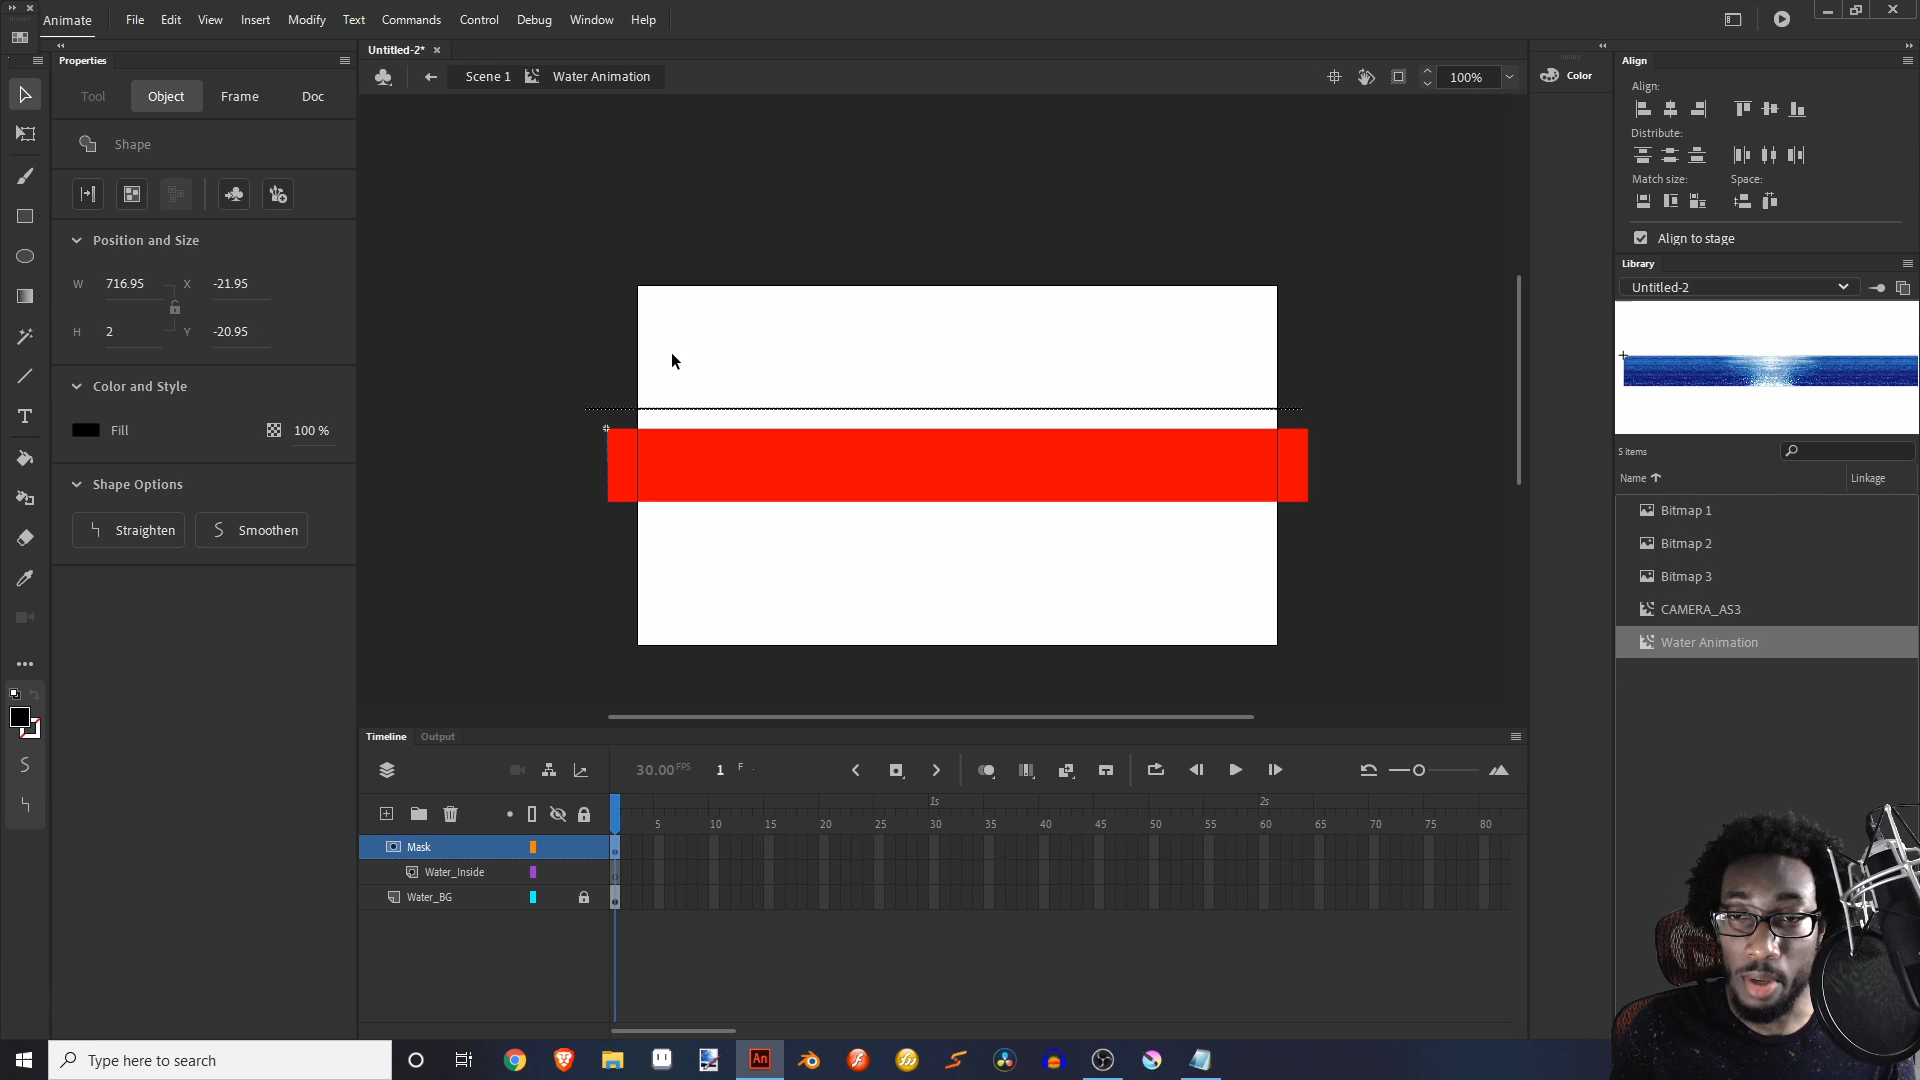 Animate
File Edit View Insert Modify Text Commands Control Debug Window Help
Properties
Untitled-2*
Align
Tool Object Frame Doc
Scene 1 Water Animation
100%
Color
Align:
Shape
Distribute:
Match size:
Space:
Align to stage
Position and Size
W 716.95 X -21.95
H 2 Y -20.95
Library
Untitled-2
Color and Style
Fill 100 %
5 items
Name
Linkage
Shape Options
Straighten
Smoothen
Bitmap 1
Bitmap 2
Bitmap 3
CAMERA_AS3
Water Animation
Timeline
Output
30.00 FPS
1 F
1s 2s
5 10 15 20 25 30 35 40 45 50 55 60 65 70 75 80
Mask
Water_Inside
Water_BG
Type here to search
An